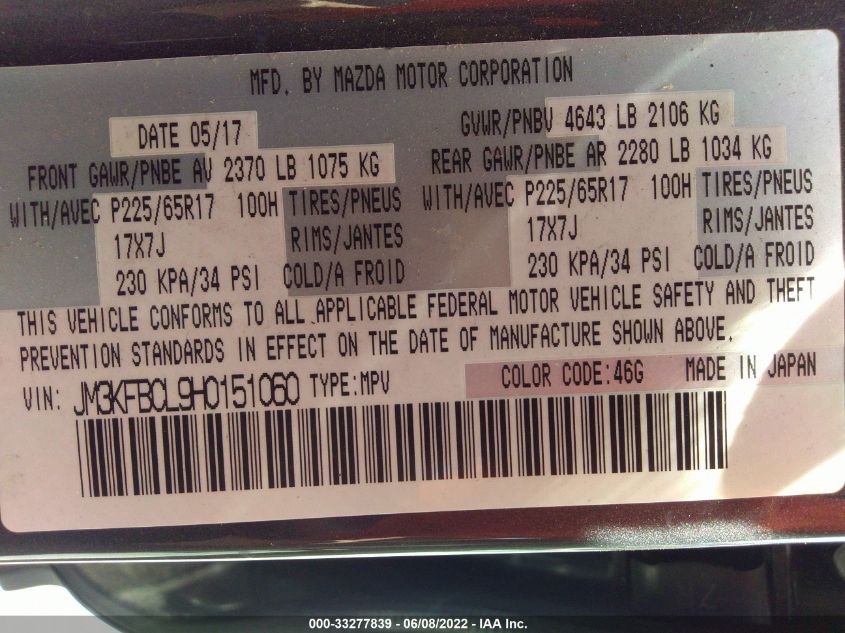 MFD. BY MAZDA MOTOR CORPORATION
DATE 05/17
GVWR/PNBV 4643 LB 2106 KG
FRONT GAWR/PNBE AV 2370 LB 1075 KG
REAR GAWR/PNBE AR 2280 LB 1034 KG
WITH/AVEC P225/65R17 100H TIRES/PNEUS
WITH/AVEC P225/65R17 100H TIRES/PNEUS
17X7J RIMS/JANTES
17X7J RIMS/JANTES
230 KPA/34 PSI COLD/A FROID
230 KPA/34 PSI COLD/A FROID
THIS VEHICLE CONFORMS TO ALL APPLICABLE FEDERAL MOTOR VEHICLE SAFETY AND THEFT
PREVENTION STANDARDS IN EFFECT ON THE DATE OF MANUFACTURE SHOWN ABOVE.
VIN: JM3KFBCL9H0151060 TYPE:MPV COLOR CODE:46G MADE IN JAPAN
000-33277839 - 06/08/2022 - IAA Inc.